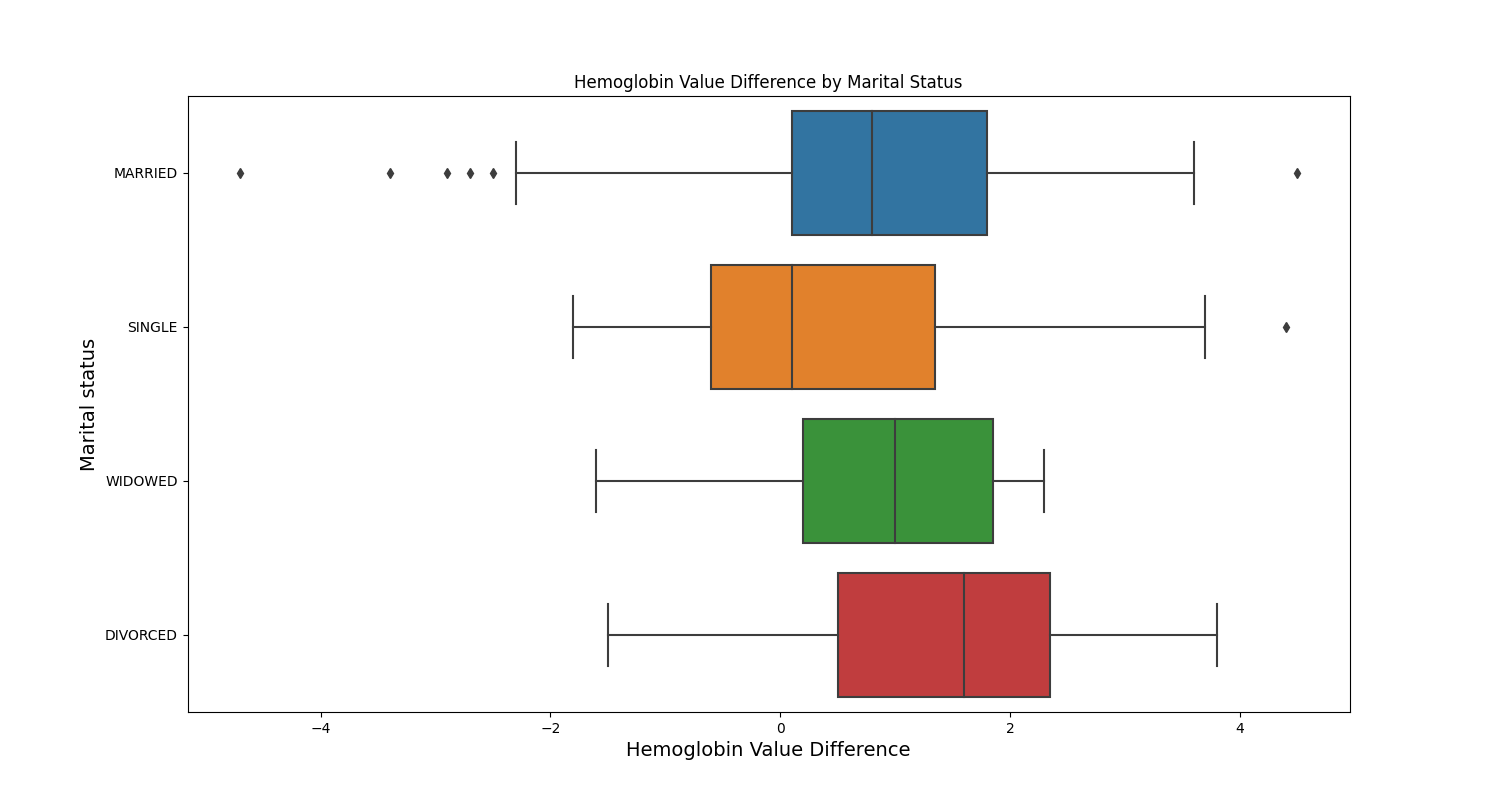 Hemoglobin Value Difference by Marital Status
Marital status
MARRIED
SINGLE
WIDOWED
DIVORCED
−4
−2
0
2
4
Hemoglobin Value Difference